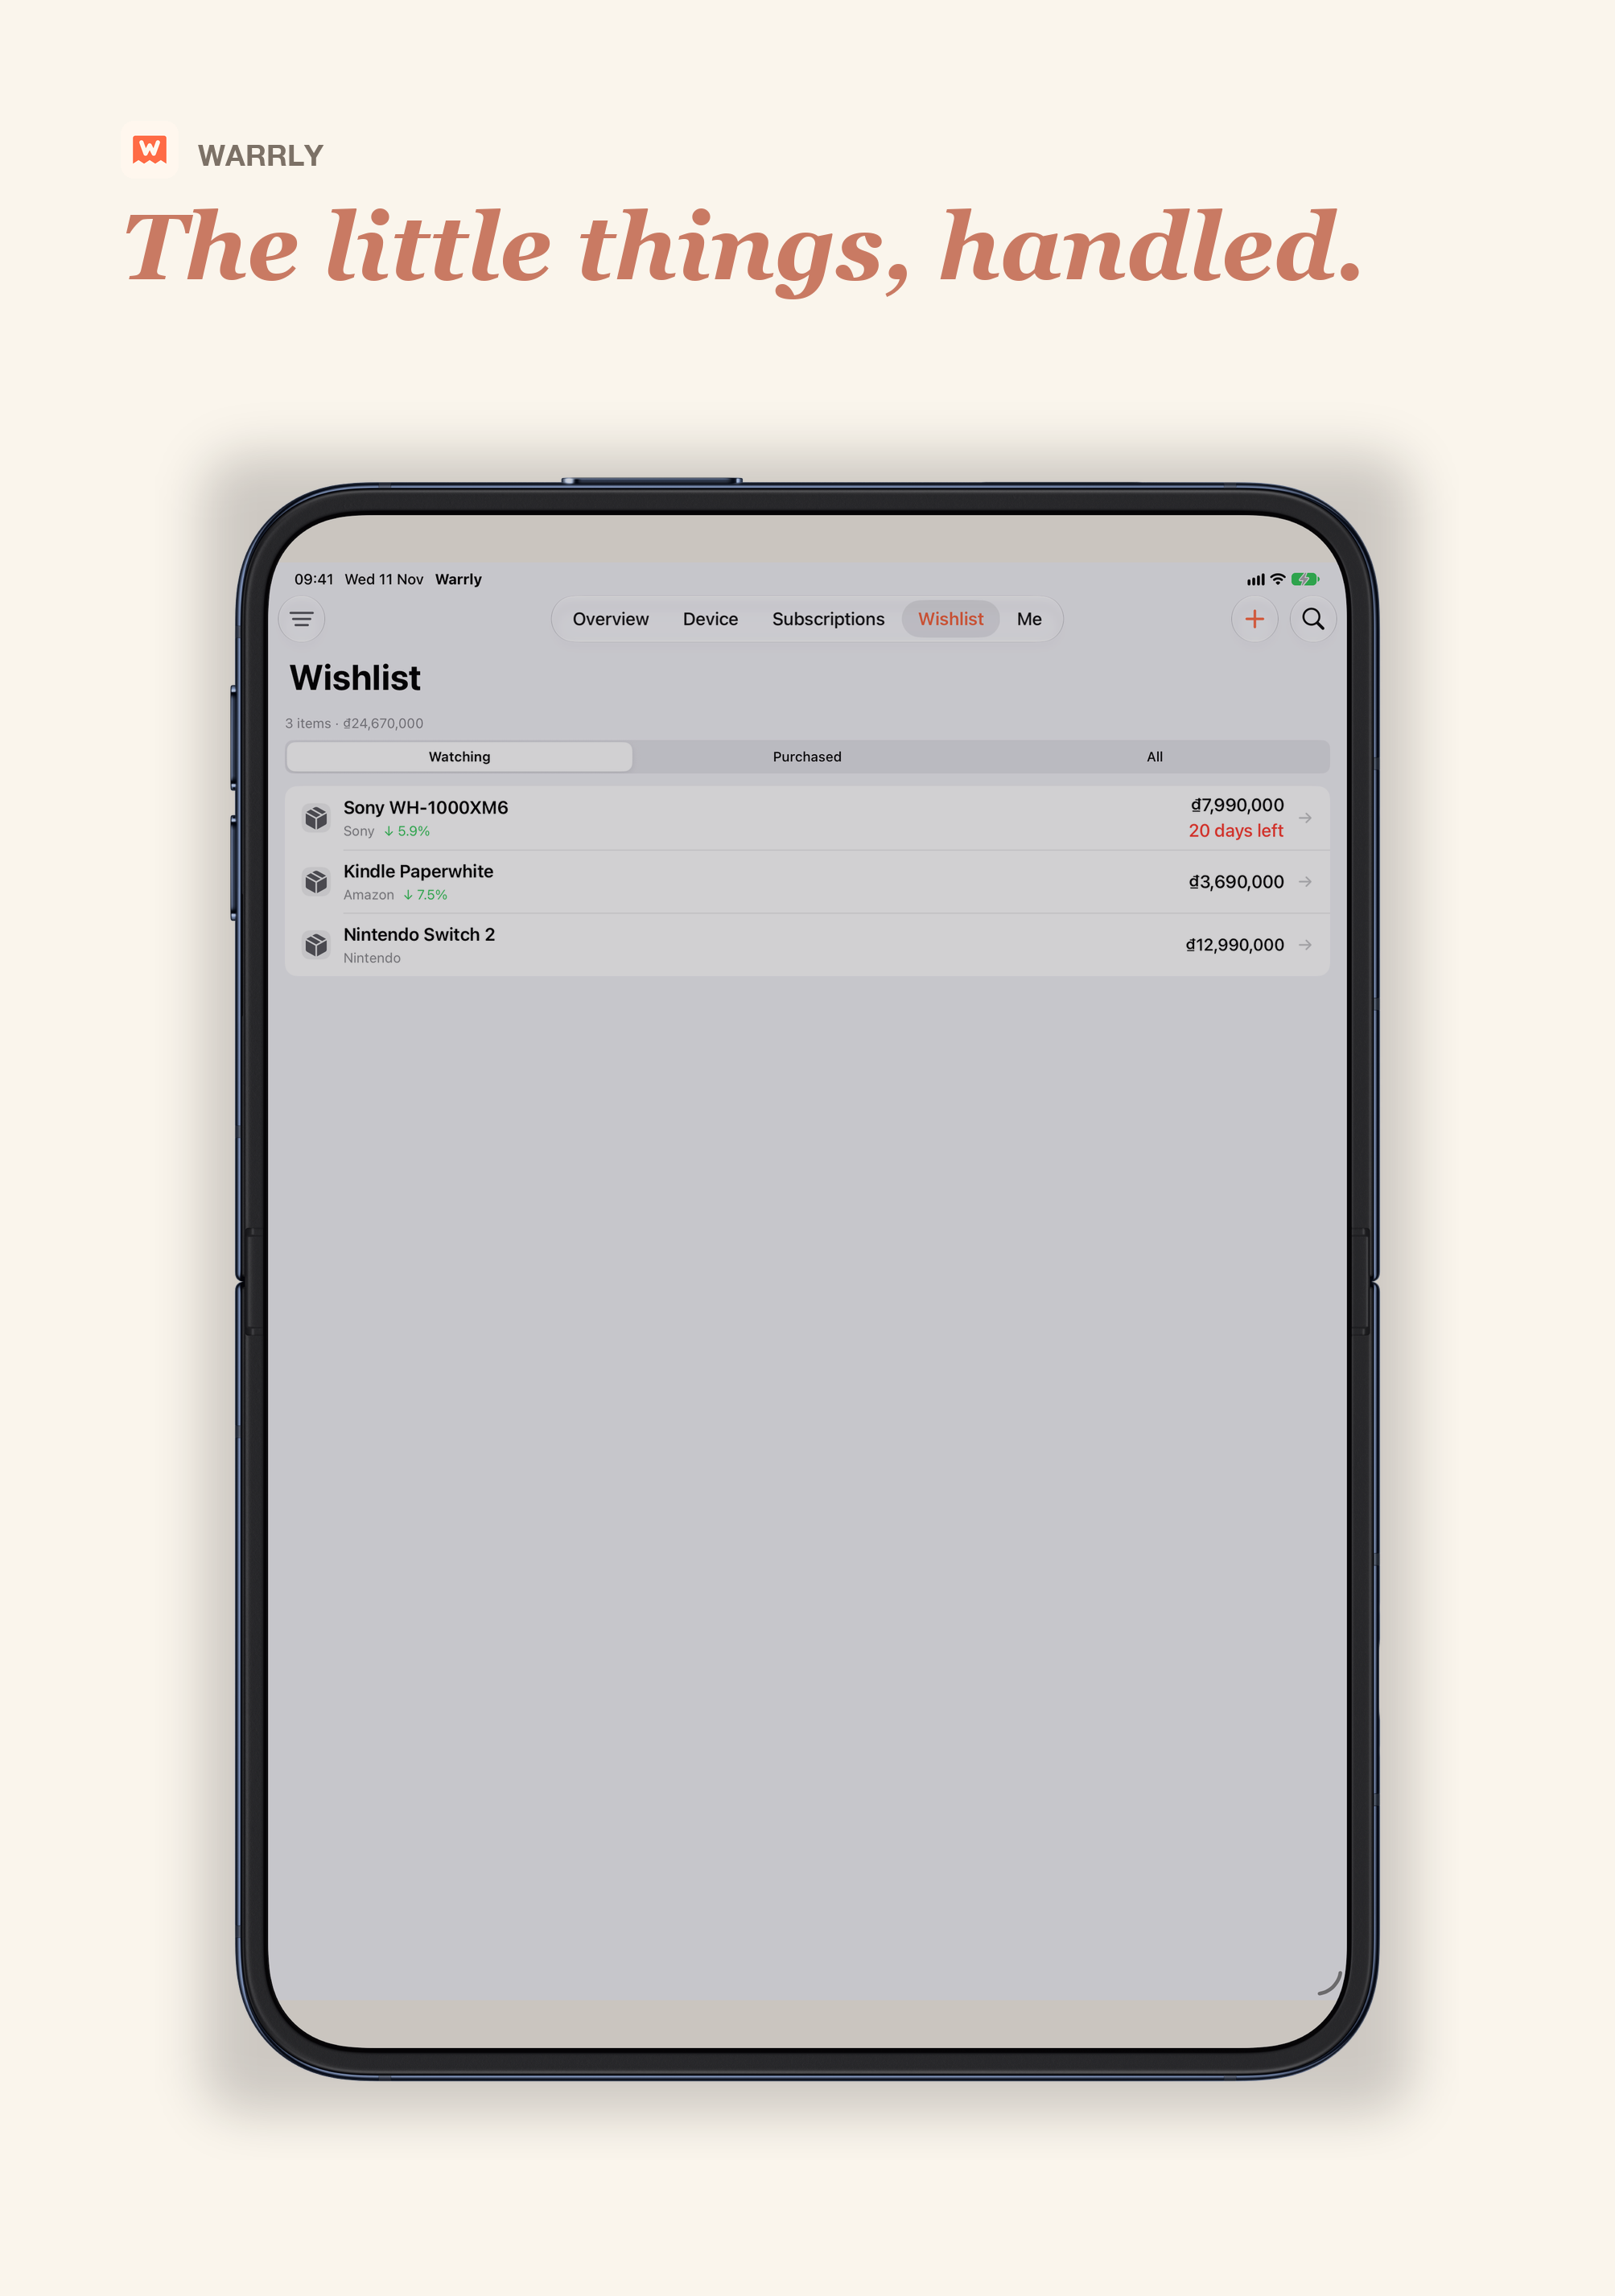 WARRLY
The little things, handled.
09:41 Wed 11 Nov Warrly
Overview Device Subscriptions Wishlist Me
Wishlist
3 items · ₫24,670,000
Watching Purchased All
Sony WH-1000XM6
Sony ↓ 5.9%
₫7,990,000
20 days left
Kindle Paperwhite
Amazon ↓ 7.5%
₫3,690,000
Nintendo Switch 2
Nintendo
₫12,990,000